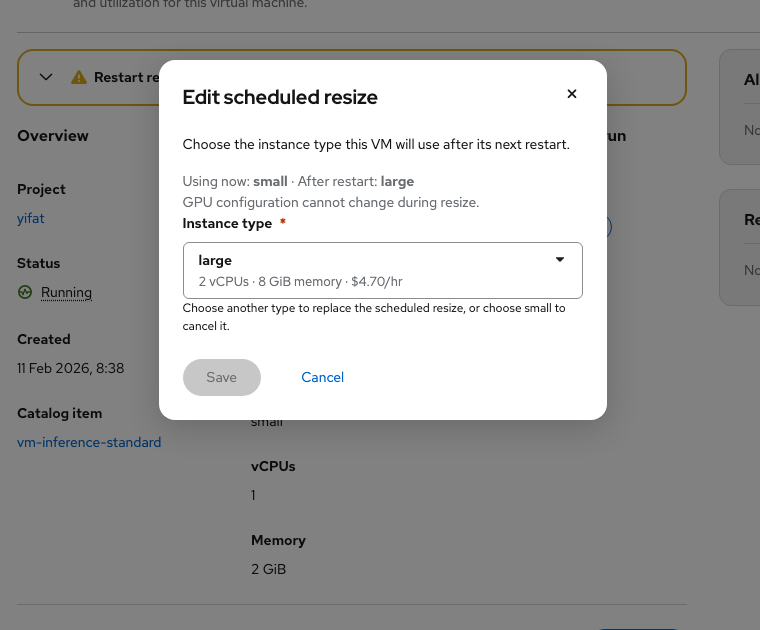 and utilization for this virtual machine.
Restart re
Edit scheduled resize
Choose the instance type this VM will use after its next restart.
Using now: small · After restart: large
GPU configuration cannot change during resize.
Instance type *
large
2 vCPUs · 8 GiB memory · $4.70/hr
Choose another type to replace the scheduled resize, or choose small to
cancel it.
Save
Cancel
Overview
Project
yifat
Status
Running
Created
11 Feb 2026, 8:38
Catalog item
vm-inference-standard
small
vCPUs
1
Memory
2 GiB
un
Al
No
Re
No